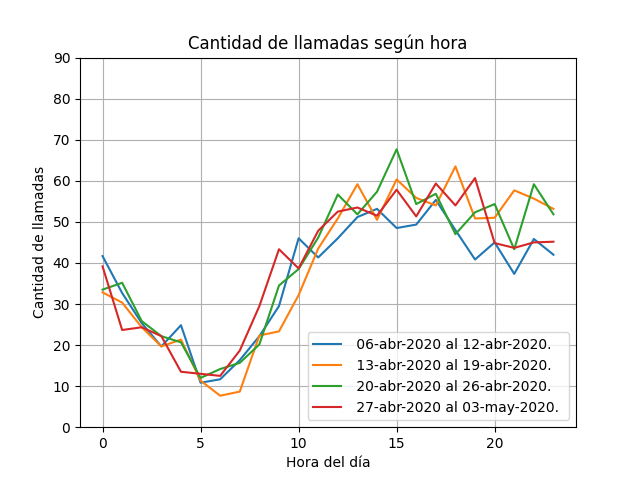 Cantidad de llamadas según hora
90
80
70
60
50
40
30
20
10
0
Cantidad de llamadas
0 5 10 15 20
Hora del día
06-abr-2020 al 12-abr-2020.
13-abr-2020 al 19-abr-2020.
20-abr-2020 al 26-abr-2020.
27-abr-2020 al 03-may-2020.